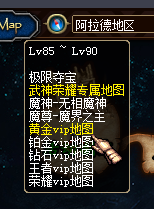 Map 阿拉德地区
Lv85 ~ Lv90
极限夺宝
武神荣耀专属地图
魔神-无相魔神
魔尊-魔界之王
黄金vip地图
铂金vip地图
钻石vip地图
王者vip地图
荣耀vip地图